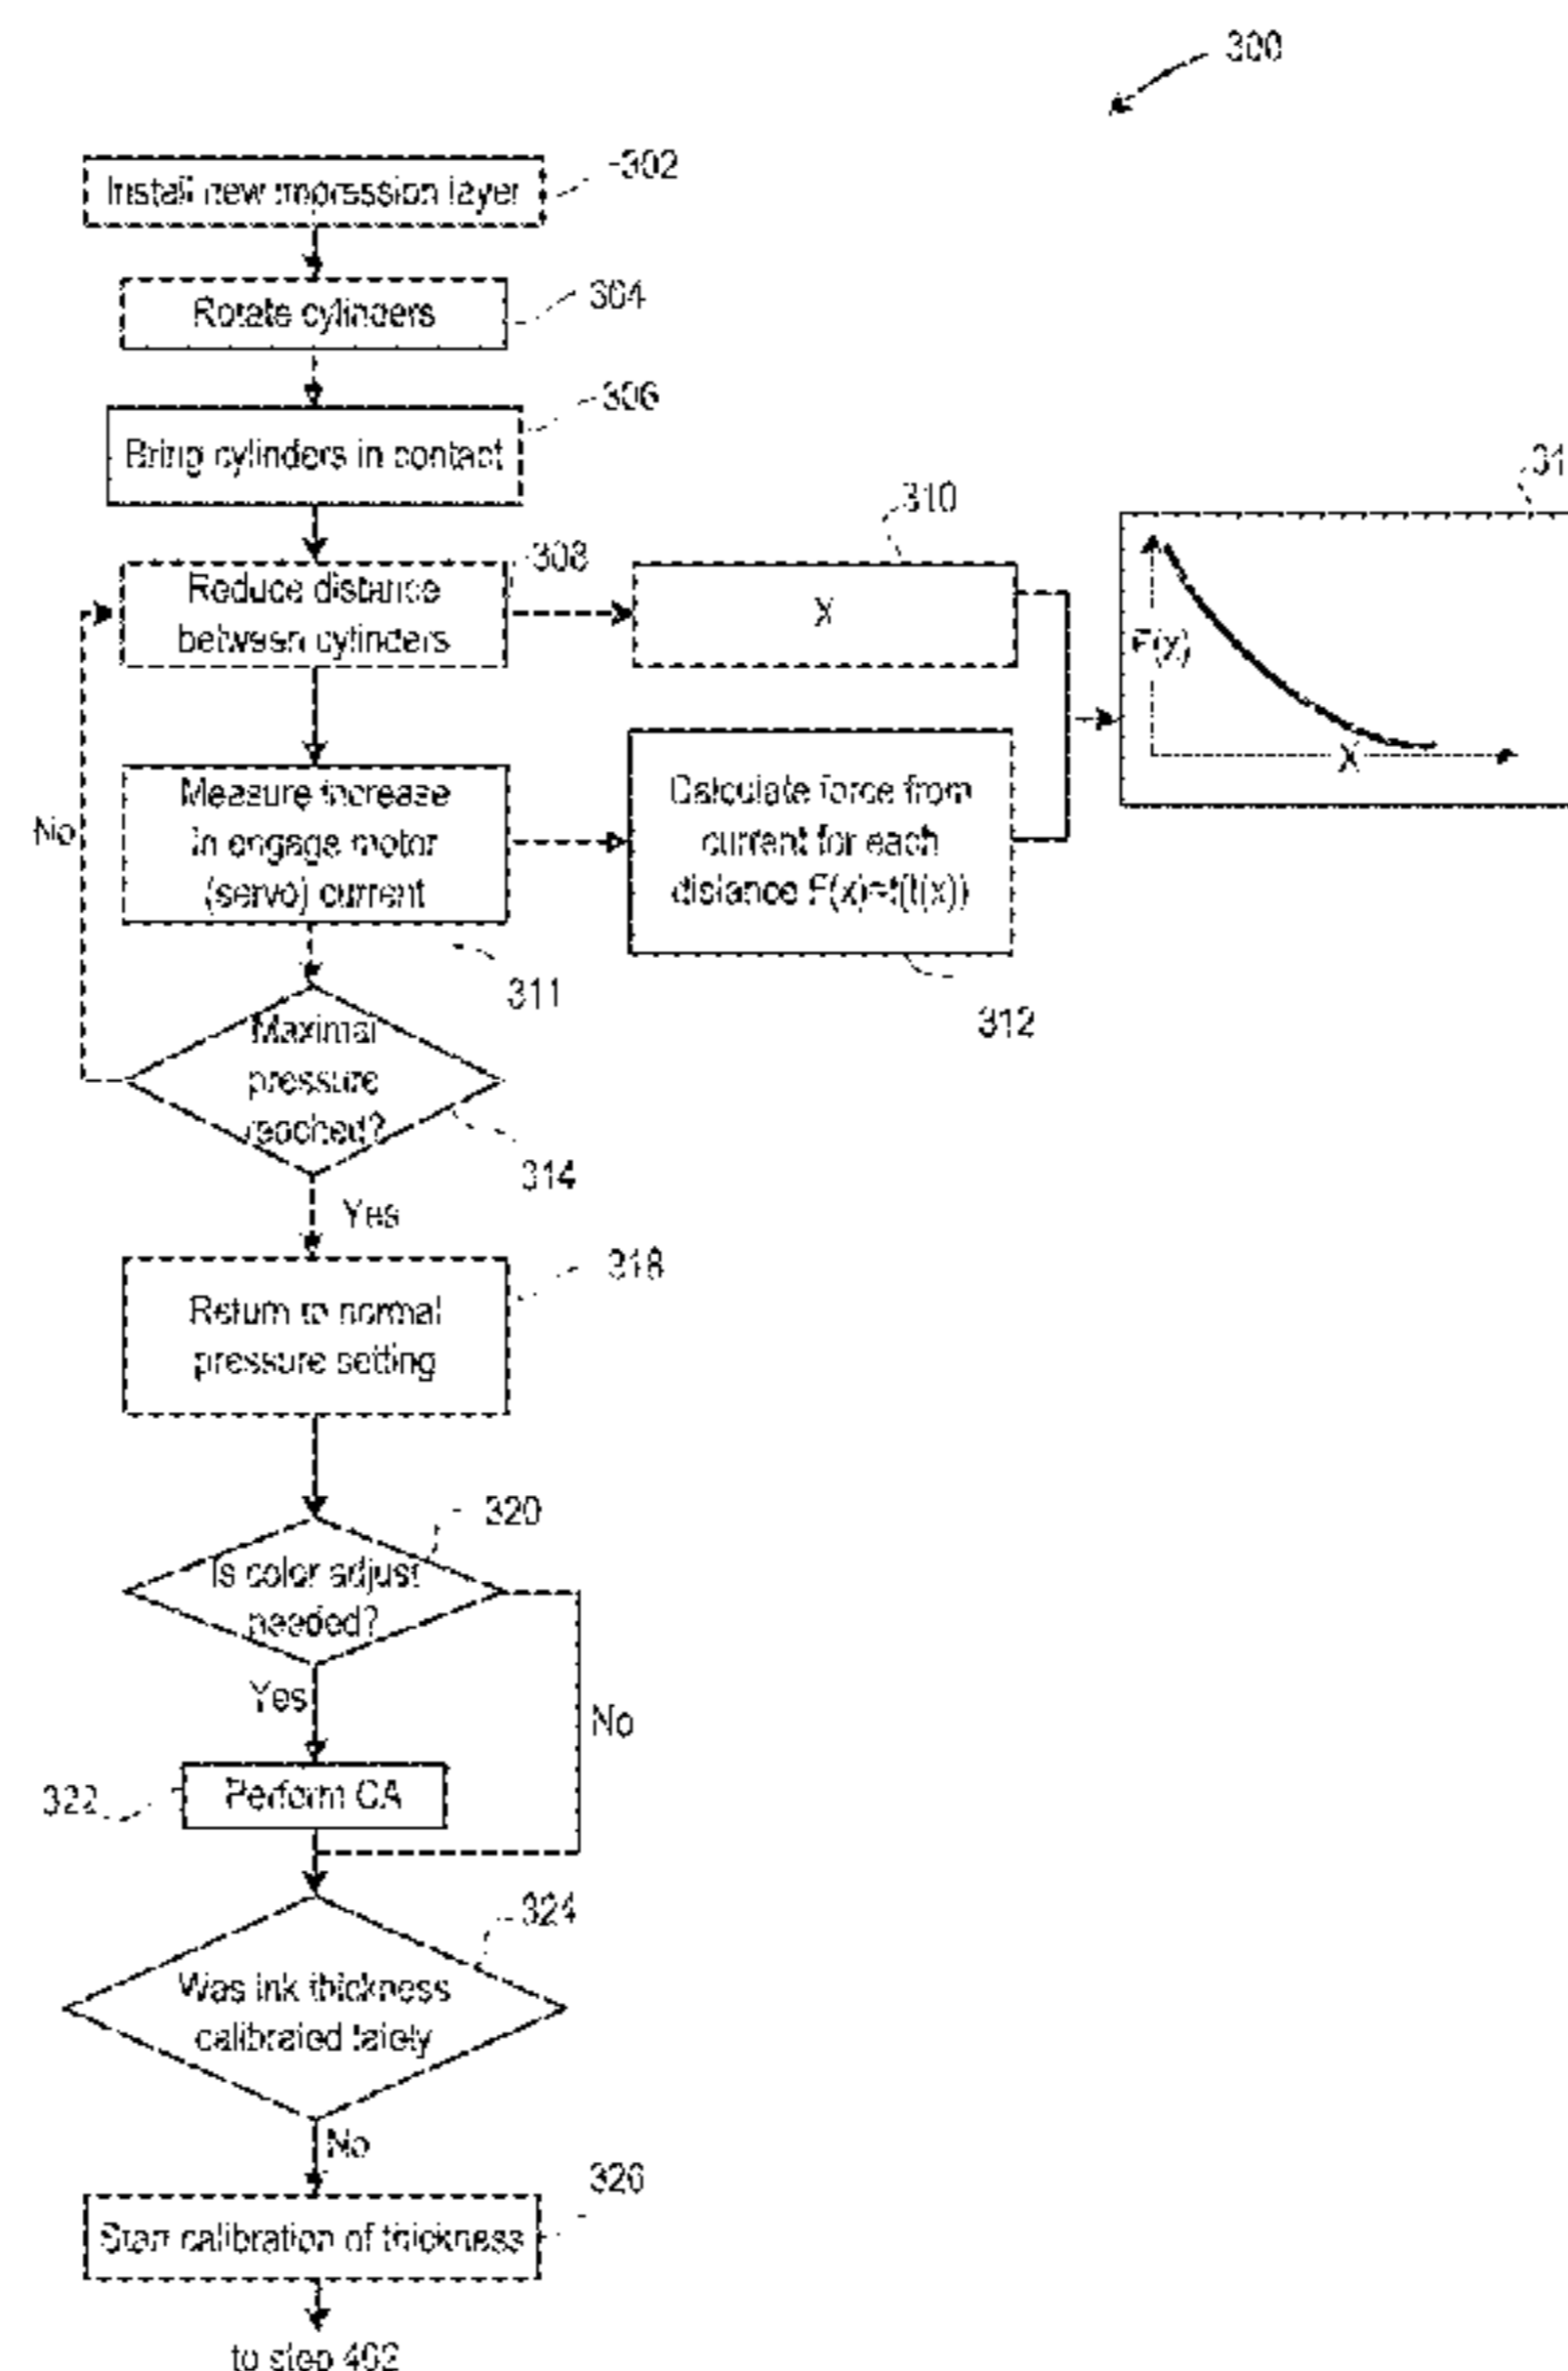 300
Install new impression layer
302
Rotate cylinders
304
Bring cylinders in contact
306
Reduce distance
between cylinders
308
X
310
31
F(x)
X
Measure increase
in engage motor
(servo) current
311
Calculate force from
current for each
distance F(x)=f(I(x))
312
No
Maximal
pressure
reached?
314
Yes
Return to normal
pressure setting
318
Is color adjust
needed?
320
Yes
No
Perform CA
322
Was ink thickness
calibrated lately
324
No
Start calibration of thickness
326
to step 402